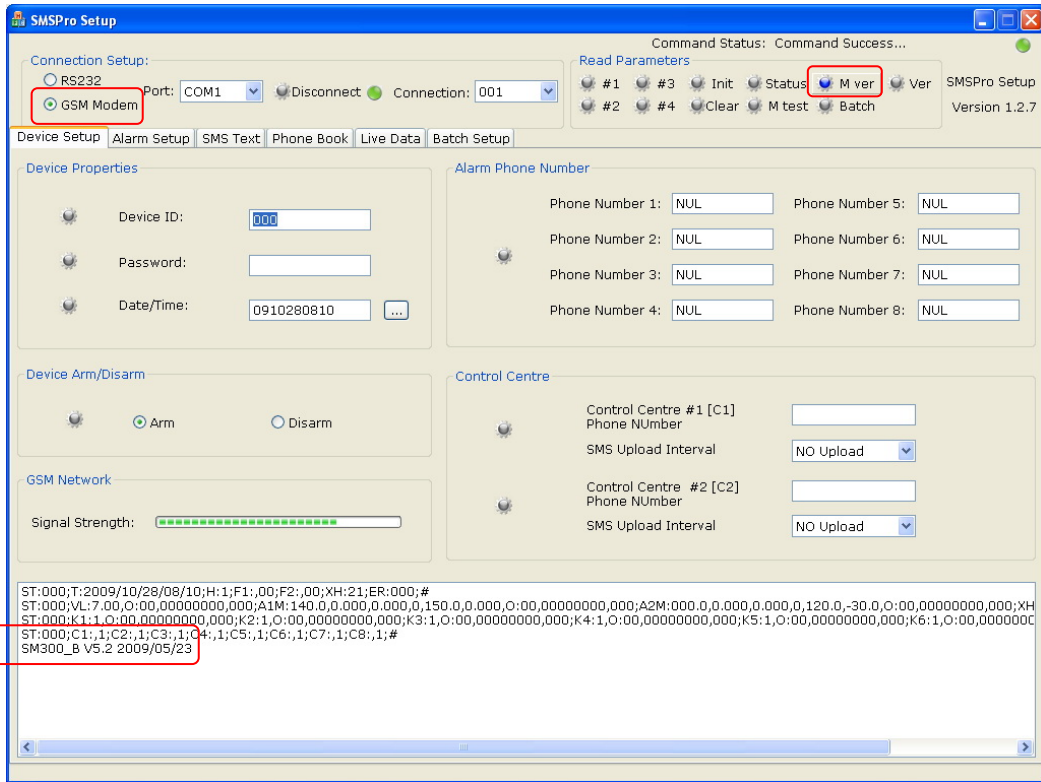 SMSPro Setup
Command Status: Command Success...
Connection Setup:
RS232
GSM Modem
Port: COM1 Disconnect Connection: 001
Read Parameters
#1 #3 Init Status M ver Ver
#2 #4 Clear M test Batch
SMSPro Setup
Version 1.2.7
Device Setup Alarm Setup SMS Text Phone Book Live Data Batch Setup
Device Properties
Device ID: 000
Password:
Date/Time: 0910280810 ...
Alarm Phone Number
Phone Number 1: NUL Phone Number 5: NUL
Phone Number 2: NUL Phone Number 6: NUL
Phone Number 3: NUL Phone Number 7: NUL
Phone Number 4: NUL Phone Number 8: NUL
Device Arm/Disarm
Arm Disarm
GSM Network
Signal Strength:
Control Centre
Control Centre #1 [C1]
Phone NUmber
SMS Upload Interval NO Upload
Control Centre #2 [C2]
Phone NUmber
SMS Upload Interval NO Upload
ST:000;T:2009/10/28/08/10;H:1;F1:,00;F2:,00;XH:21;ER:000;#
ST:000;VL:7.00,O:00,00000000,000;A1M:140.0,0.000,0.000,0,150.0,0.000,O:00,00000000,000;A2M:000.0,0.000,0.000,0,120.0,-30.0,O:00,00000000,000;XH
ST:000;K1:1,O:00,00000000,000;K2:1,O:00,00000000,000;K3:1,O:00,00000000,000;K4:1,O:00,00000000,000;K5:1,O:00,00000000,000;K6:1,O:00,0000000C
ST:000;C1:,1;C2:,1;C3:,1;C4:,1;C5:,1;C6:,1;C7:,1;C8:,1;#
SM300_B V5.2 2009/05/23